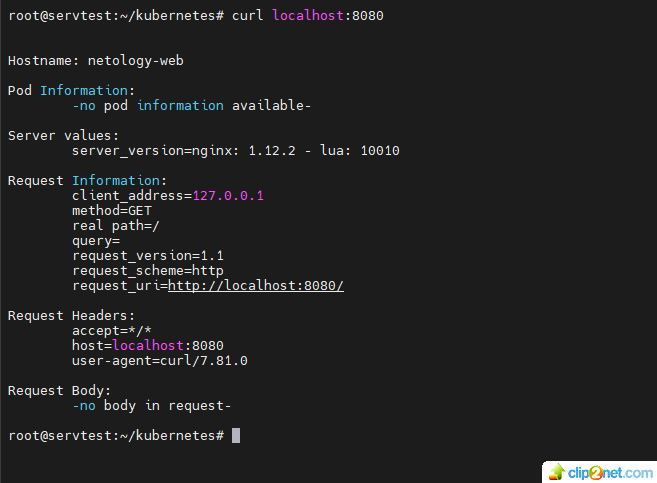 root@servtest:~/kubernetes# curl localhost:8080
Hostname: netology-web
Pod Information:
-no pod information available-
Server values:
server_version=nginx: 1.12.2 - lua: 10010
Request Information:
client_address=127.0.0.1
method=GET
real path=/
query=
request_version=1.1
request_scheme=http
request_uri=http://localhost:8080/
Request Headers:
accept=*/*
host=localhost:8080
user-agent=curl/7.81.0
Request Body:
-no body in request-
root@servtest:~/kubernetes#
clip2net.com